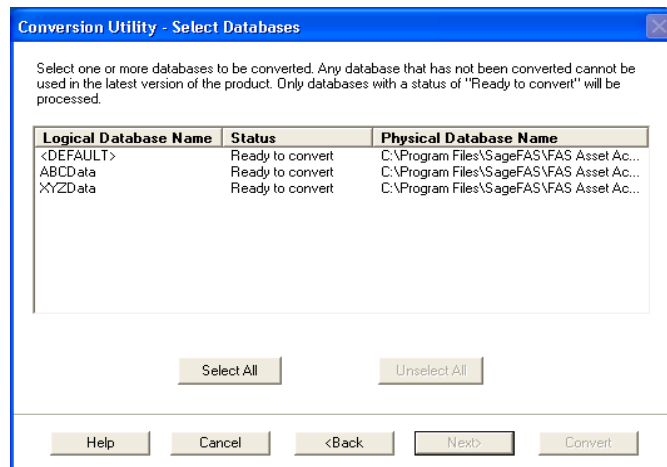 Conversion Utility - Select Databases
Select one or more databases to be converted. Any database that has not been converted cannot be
used in the latest version of the product. Only databases with a status of "Ready to convert" will be
processed.
Logical Database Name Status Physical Database Name
<DEFAULT> Ready to convert C:\Program Files\SageFAS\FAS Asset Ac...
ABCData Ready to convert C:\Program Files\SageFAS\FAS Asset Ac...
XYZData Ready to convert C:\Program Files\SageFAS\FAS Asset Ac...
Select All Unselect All
Help Cancel <Back Next> Convert